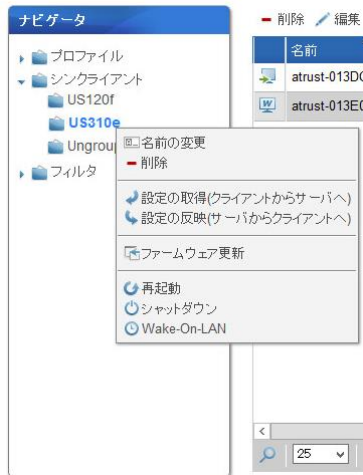 ナビゲータ
削除 編集
プロファイル
シンクライアント
US120f
US310e
Ungrou
フィルタ
名前
atrust-013D
atrust-013E
名前の変更
削除
設定の取得(クライアントからサーバへ)
設定の反映(サーバからクライアントへ)
ファームウェア更新
再起動
シャットダウン
Wake-On-LAN
25